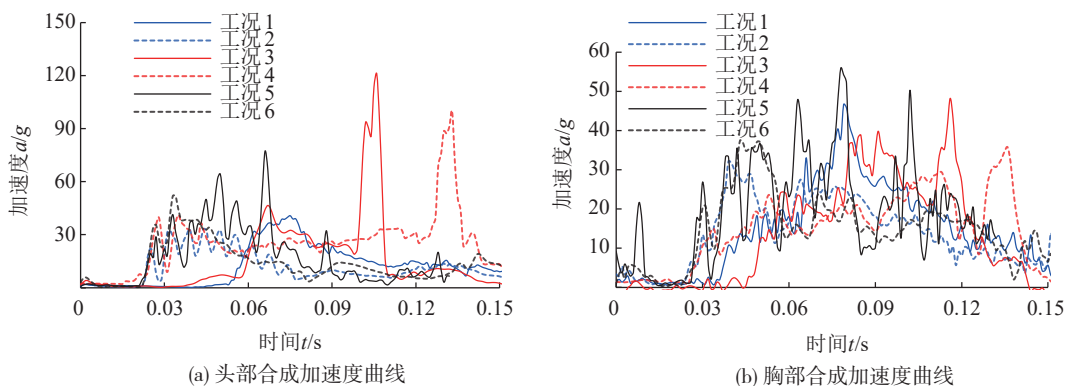 150
120
90
60
30
加速度a/g
工况1
工况2
工况3
工况4
工况5
工况6
0
0.03
0.06
0.09
0.12
0.15
时间t/s
(a) 头部合成加速度曲线
60
50
40
30
20
10
加速度a/g
工况1
工况2
工况3
工况4
工况5
工况6
0
0.03
0.06
0.09
0.12
0.15
时间t/s
(b) 胸部合成加速度曲线